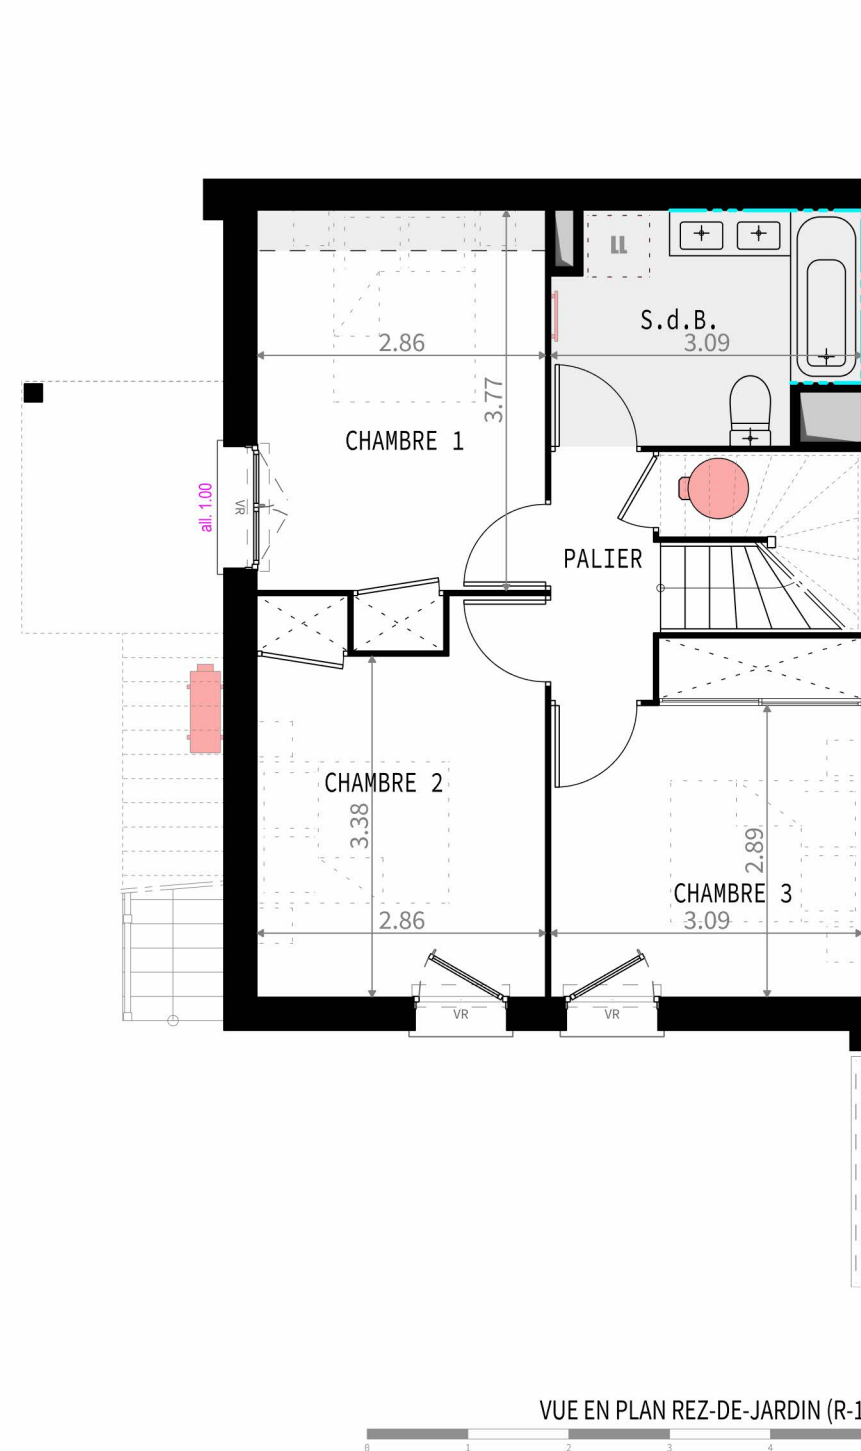 LL
S.d.B.
2.86
3.09
3.77
CHAMBRE 1
all. 1.00
VR
PALIER
CHAMBRE 2
3.38
2.89
CHAMBRE 3
2.86
3.09
VR
VR
VUE EN PLAN REZ-DE-JARDIN (R-1
0 1 2 3 4